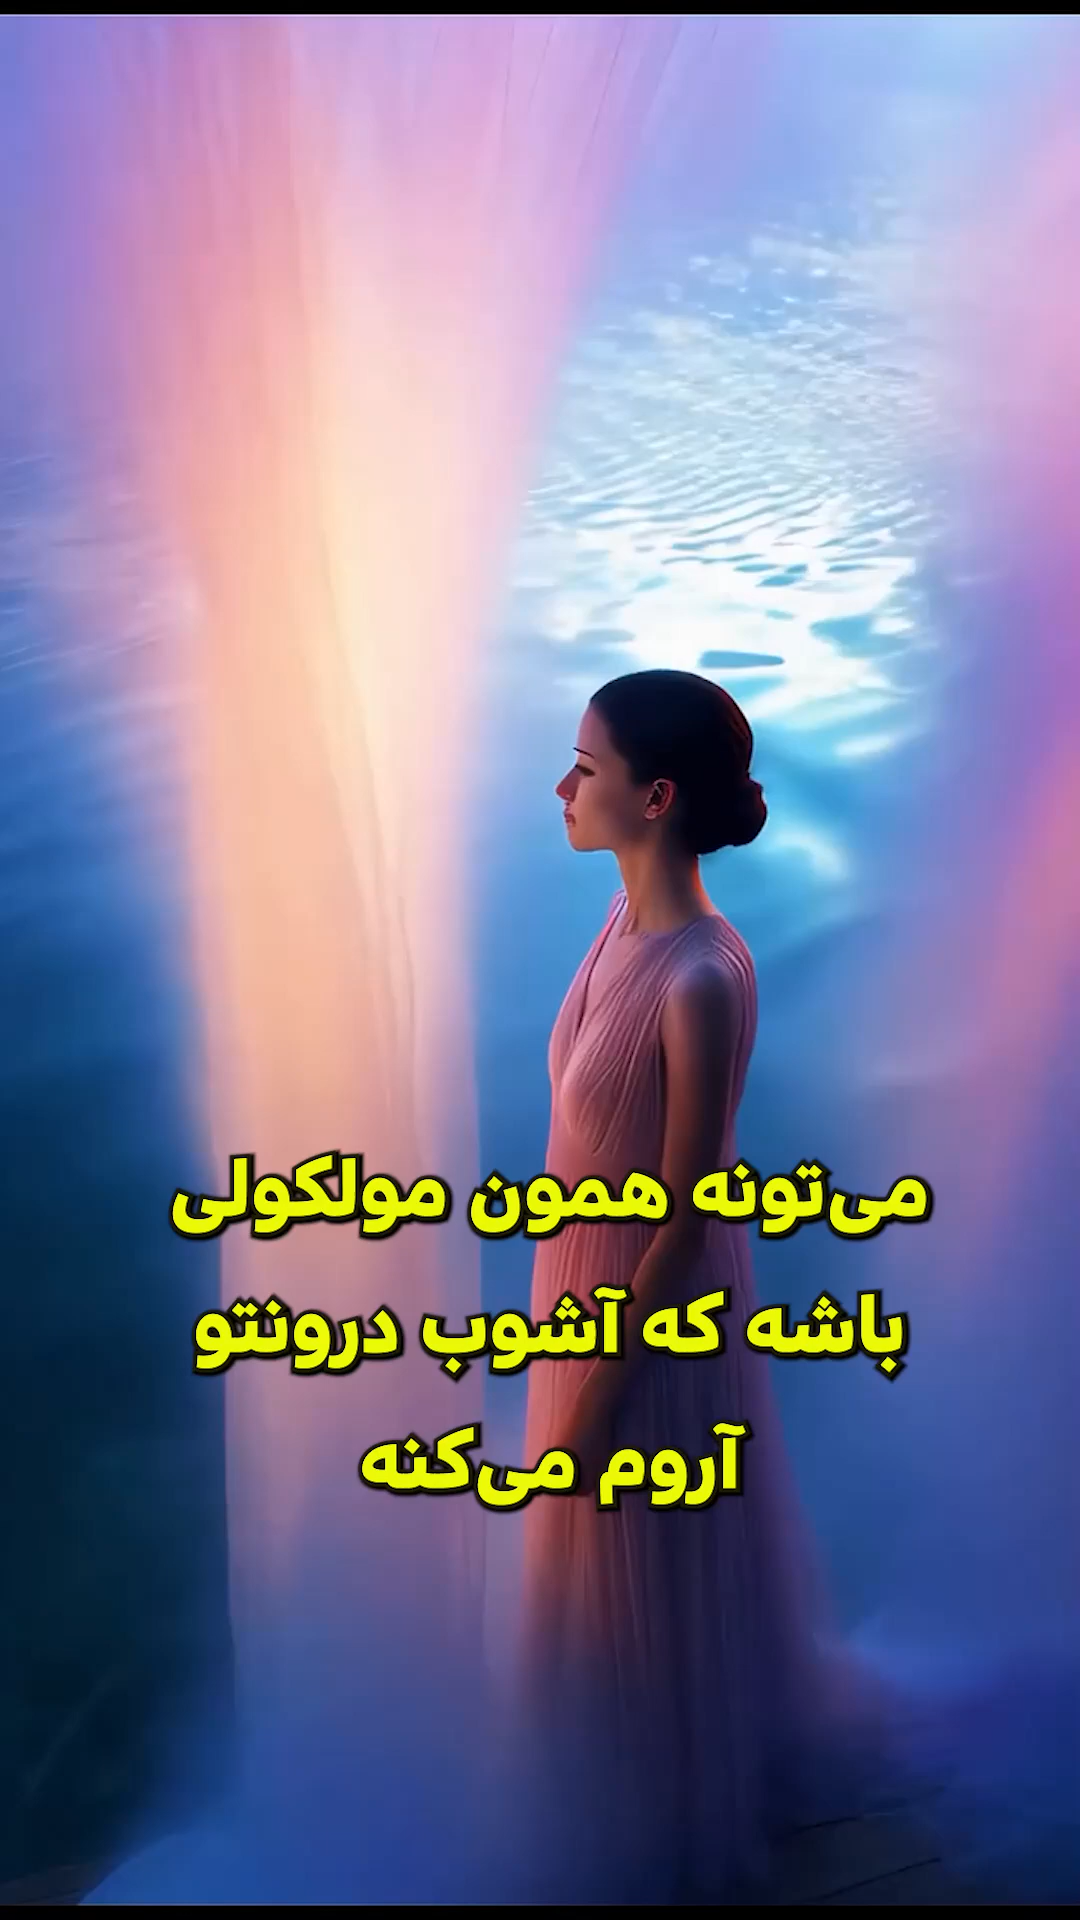 می‌تونه همون مولکولی
باشه که آشوب درونتو
آروم می‌کنه